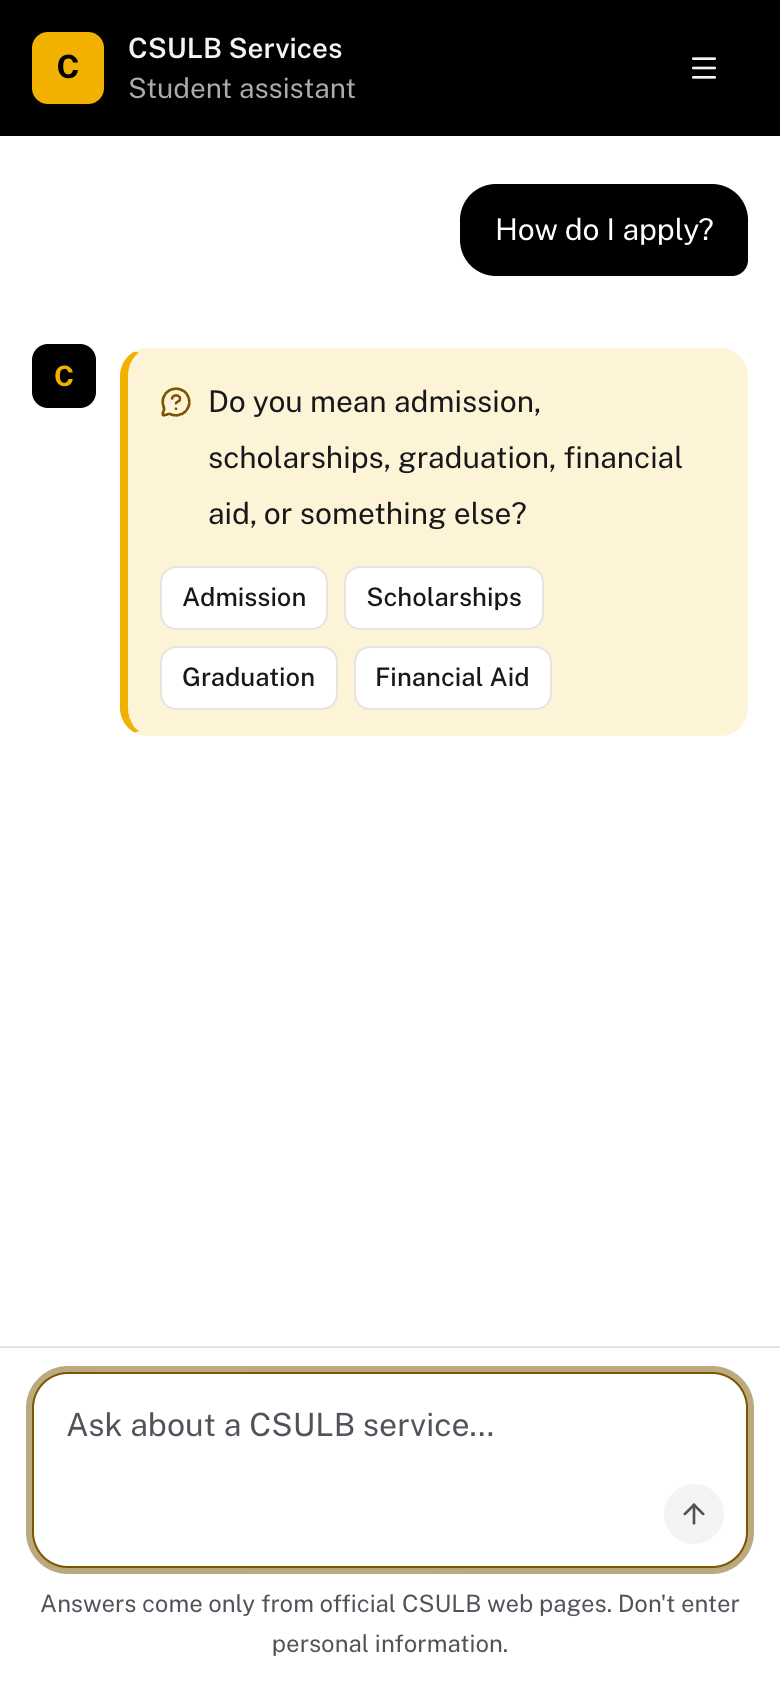 C
CSULB Services
Student assistant
How do I apply?
C
Do you mean admission,
scholarships, graduation, financial
aid, or something else?
Admission
Scholarships
Graduation
Financial Aid
Ask about a CSULB service...
Answers come only from official CSULB web pages. Don't enter
personal information.